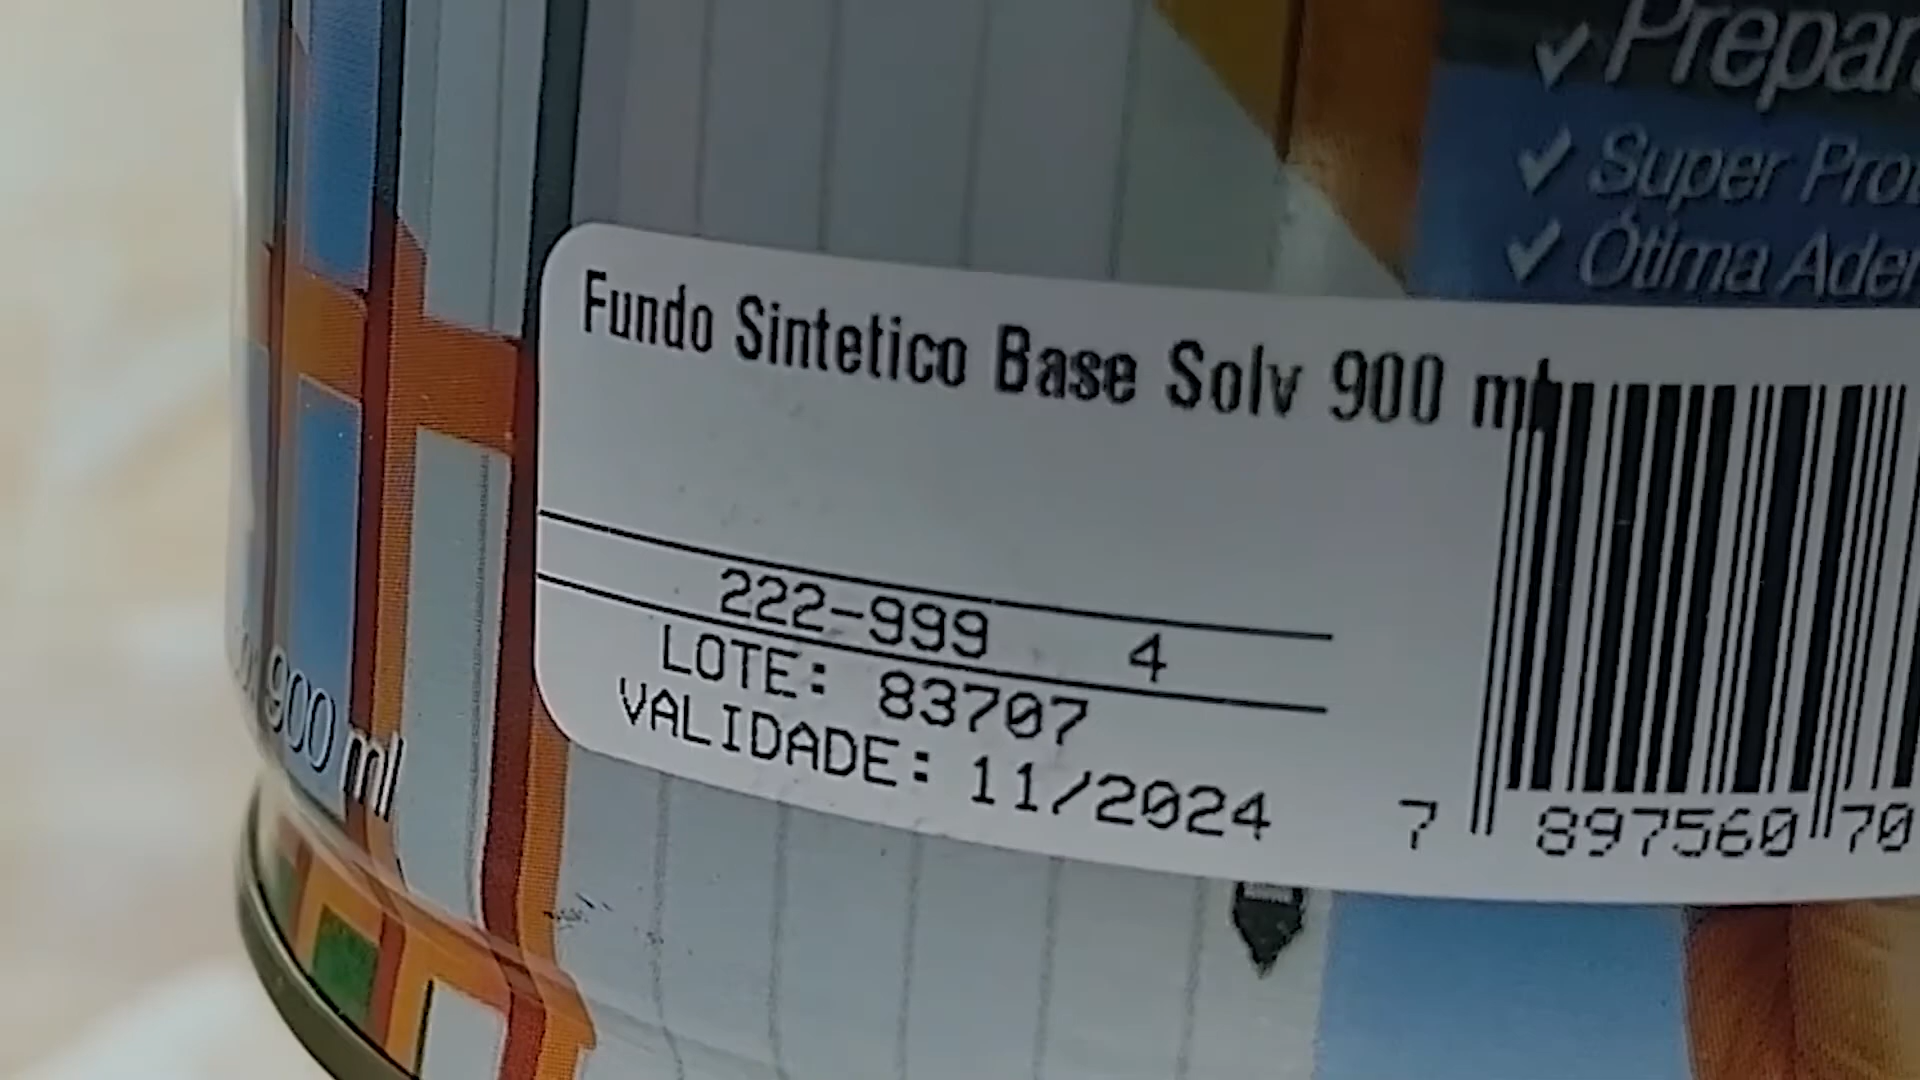 ✓ Prepar
✓ Super Pro
✓ Ótima Ader
Fundo Sintetico Base Solv 900 ml
222-999 4
LOTE: 83707
VALIDADE: 11/2024
7 897560 70
900 ml